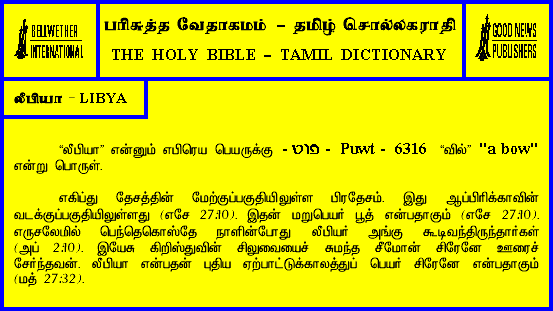 BELLWETHER
INTERNATIONAL
பரிசுத்த வேதாகமம் – தமிழ் சொல்லகராதி
THE HOLY BIBLE – TAMIL DICTIONARY
GOOD NEWS
PUBLISHERS
லீபியா - LIBYA
“லீபியா” என்னும் எபிரெய பெயருக்கு - פוט - Puwt - 6316 “வில்” "a bow"
என்று பொருள்.
எகிப்து தேசத்தின் மேற்குப்பகுதியிலுள்ள பிரதேசம். இது ஆப்பிரிக்காவின்
வடக்குப்பகுதியிலுள்ளது (எசே 27:10). இதன் மறுபெயர் பூத் என்பதாகும் (எசே 27:10).
எருசலேமில் பெந்தெகொஸ்தே நாளின்போது லீபியர் அங்கு கூடிவந்திருந்தார்கள்
(அப் 2:10). இயேசு கிறிஸ்துவின் சிலுவையைச் சுமந்த சீமோன் சிரேனே ஊரைச்
சேர்ந்தவன். லீபியா என்பதன் புதிய ஏற்பாட்டுக்காலத்துப் பெயர் சிரேனே என்பதாகும்
(மத் 27:32).